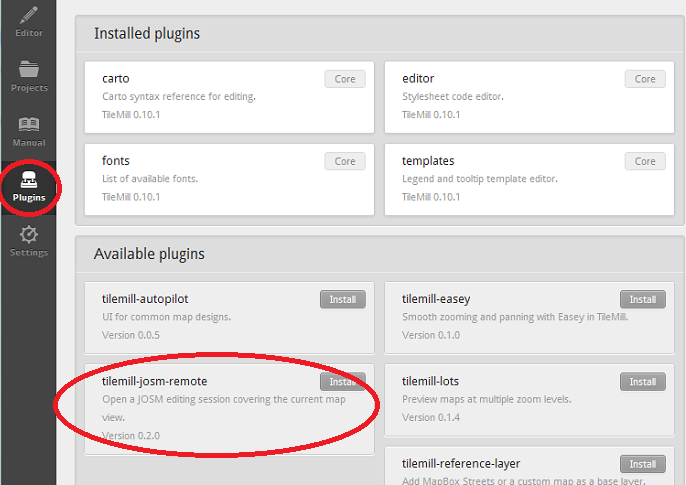 Editor
Projects
Manual
Plugins
Settings
Installed plugins
carto
Core
Carto syntax reference for editing.
TileMill 0.10.1
editor
Core
Stylesheet code editor.
TileMill 0.10.1
fonts
Core
List of available fonts.
TileMill 0.10.1
templates
Core
Legend and tooltip template editor.
TileMill 0.10.1
Available plugins
tilemill-autopilot
Install
UI for common map designs.
Version 0.0.5
tilemill-easey
Install
Smooth zooming and panning with Easey in TileMill.
Version 0.1.0
tilemill-josm-remote
Install
Open a JOSM editing session covering the current map
view.
Version 0.2.0
tilemill-lots
Install
Preview maps at multiple zoom levels.
Version 0.1.4
tilemill-reference-layer
Install
Add MapBox Streets or a custom map as a base layer.